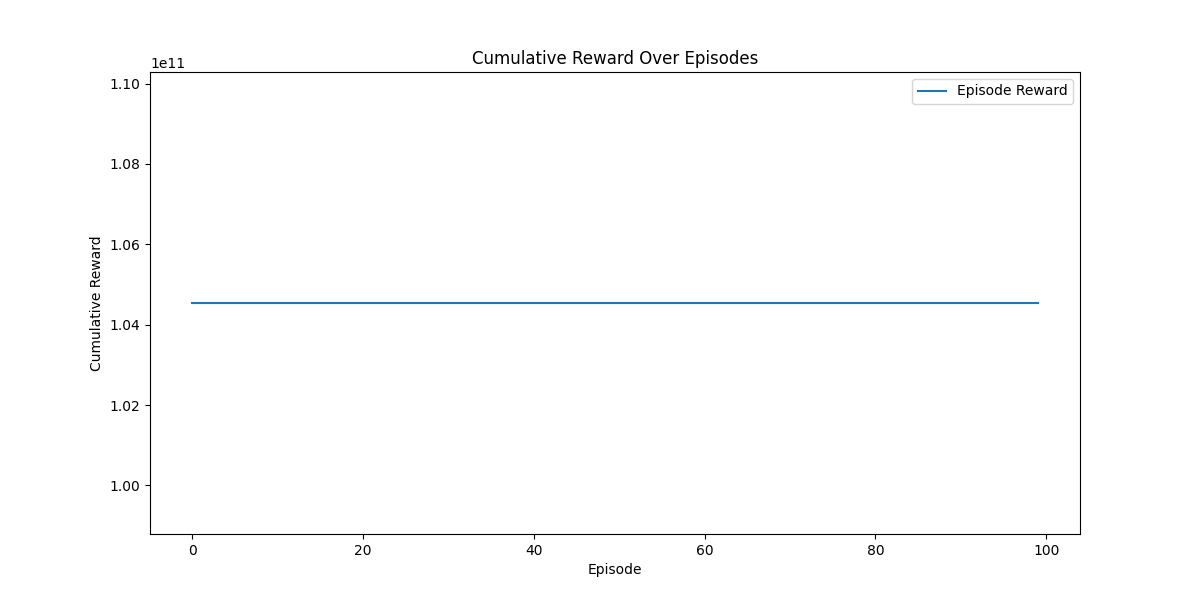 Cumulative Reward Over Episodes
1e11
Episode Reward
1.10
1.08
1.06
1.04
1.02
1.00
Cumulative Reward
0 20 40 60 80 100
Episode